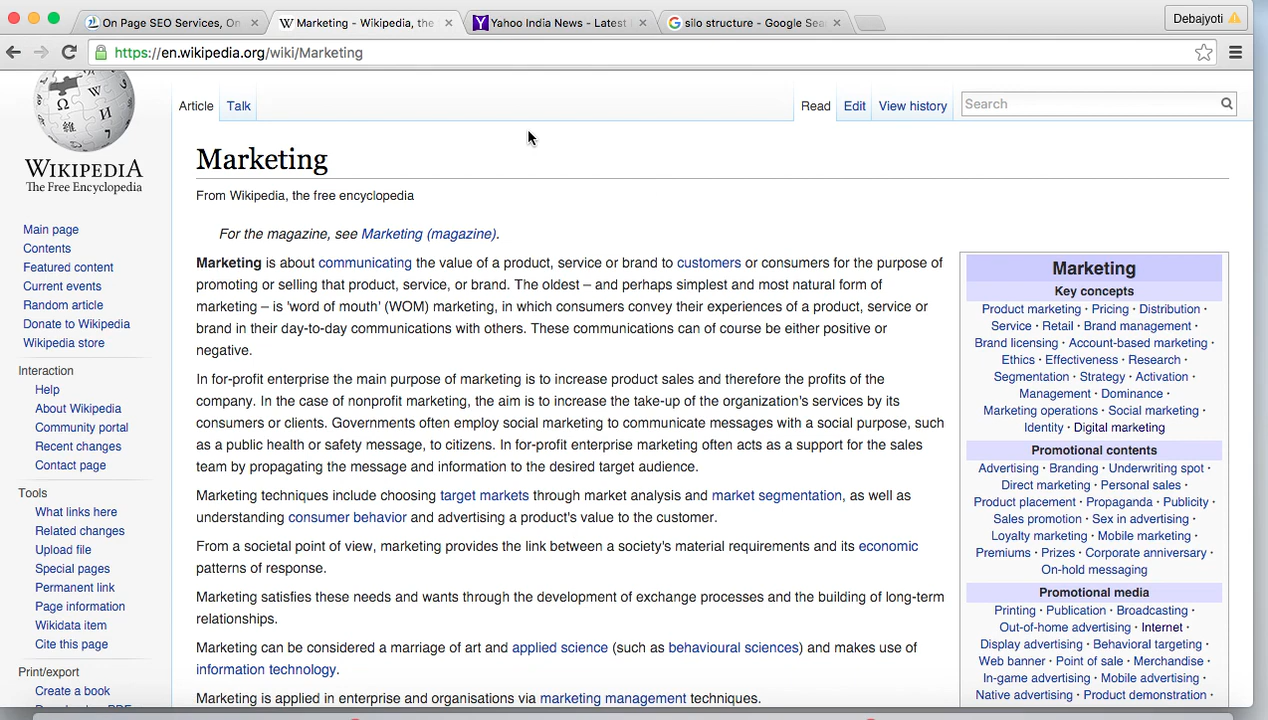 On Page SEO Services, On
Marketing - Wikipedia, the
Yahoo India News - Latest
silo structure - Google Sea
Debajyoti
https://en.wikipedia.org/wiki/Marketing
WIKIPEDIA
The Free Encyclopedia
Main page
Contents
Featured content
Current events
Random article
Donate to Wikipedia
Wikipedia store
Interaction
Help
About Wikipedia
Community portal
Recent changes
Contact page
Tools
What links here
Related changes
Upload file
Special pages
Permanent link
Page information
Wikidata item
Cite this page
Print/export
Create a book
Article
Talk
Read
Edit
View history
Search
Marketing
From Wikipedia, the free encyclopedia
For the magazine, see Marketing (magazine).
Marketing is about communicating the value of a product, service or brand to customers or consumers for the purpose of
promoting or selling that product, service, or brand. The oldest – and perhaps simplest and most natural form of
marketing – is 'word of mouth' (WOM) marketing, in which consumers convey their experiences of a product, service or
brand in their day-to-day communications with others. These communications can of course be either positive or
negative.
In for-profit enterprise the main purpose of marketing is to increase product sales and therefore the profits of the
company. In the case of nonprofit marketing, the aim is to increase the take-up of the organization's services by its
consumers or clients. Governments often employ social marketing to communicate messages with a social purpose, such
as a public health or safety message, to citizens. In for-profit enterprise marketing often acts as a support for the sales
team by propagating the message and information to the desired target audience.
Marketing techniques include choosing target markets through market analysis and market segmentation, as well as
understanding consumer behavior and advertising a product's value to the customer.
From a societal point of view, marketing provides the link between a society's material requirements and its economic
patterns of response.
Marketing satisfies these needs and wants through the development of exchange processes and the building of long-term
relationships.
Marketing can be considered a marriage of art and applied science (such as behavioural sciences) and makes use of
information technology.
Marketing is applied in enterprise and organisations via marketing management techniques.
Marketing
Key concepts
Product marketing · Pricing · Distribution ·
Service · Retail · Brand management ·
Brand licensing · Account-based marketing ·
Ethics · Effectiveness · Research ·
Segmentation · Strategy · Activation ·
Management · Dominance ·
Marketing operations · Social marketing ·
Identity · Digital marketing
Promotional contents
Advertising · Branding · Underwriting spot ·
Direct marketing · Personal sales ·
Product placement · Propaganda · Publicity ·
Sales promotion · Sex in advertising ·
Loyalty marketing · Mobile marketing ·
Premiums · Prizes · Corporate anniversary ·
On-hold messaging
Promotional media
Printing · Publication · Broadcasting ·
Out-of-home advertising · Internet ·
Display advertising · Behavioral targeting ·
Web banner · Point of sale · Merchandise ·
In-game advertising · Mobile advertising ·
Native advertising · Product demonstration ·